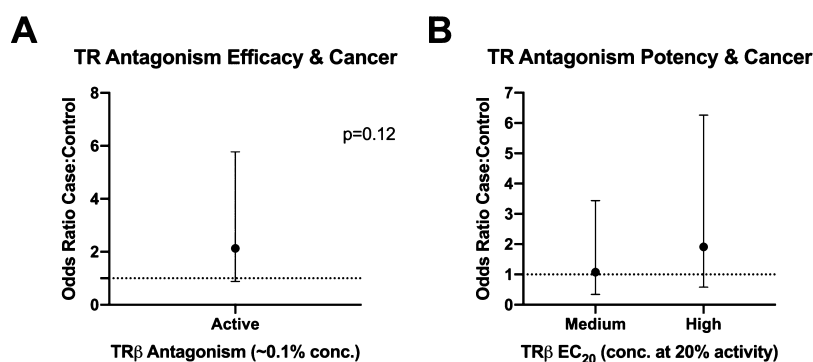 A
TR Antagonism Efficacy & Cancer
Odds Ratio Case:Control
8
6
4
2
0
p=0.12
Active
TRβ Antagonism (~0.1% conc.)
B
TR Antagonism Potency & Cancer
Odds Ratio Case:Control
7
6
5
4
3
2
1
0
Medium High
TRβ EC20 (conc. at 20% activity)